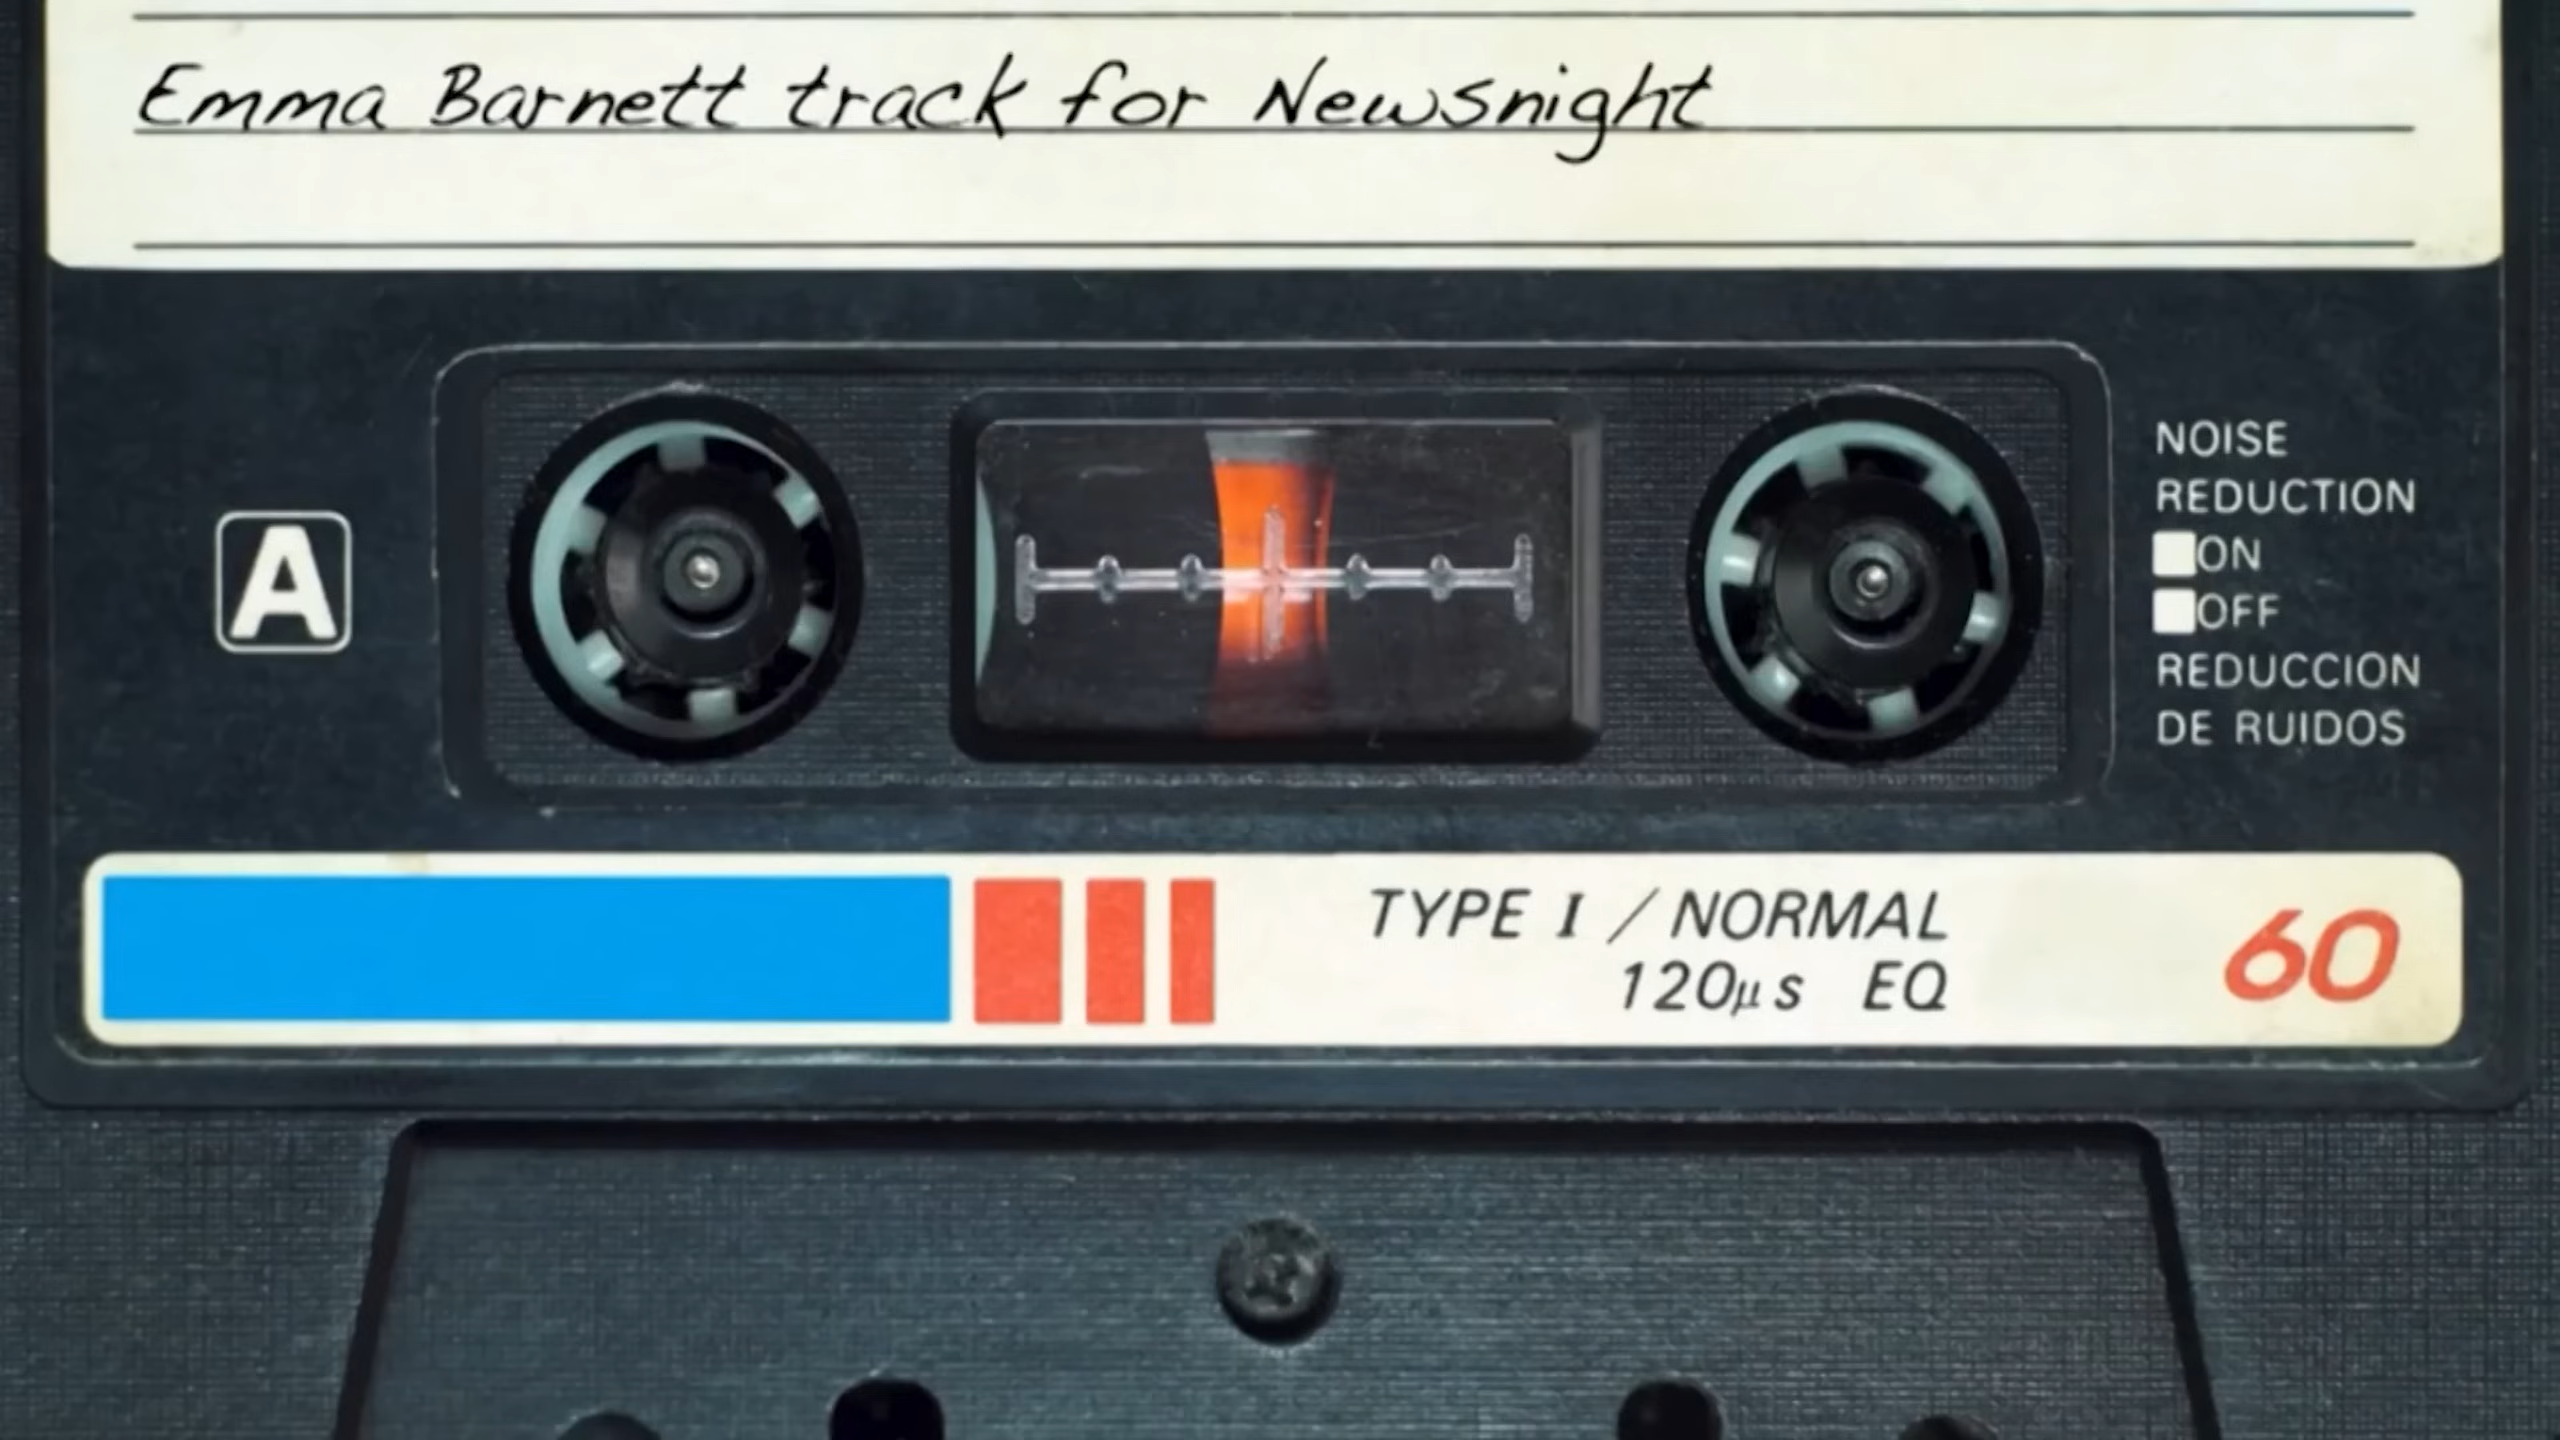 Emma Barnett track for Newsnight
A
NOISE
REDUCTION
ON
OFF
REDUCCION
DE RUIDOS
TYPE I / NORMAL
120μs EQ
60